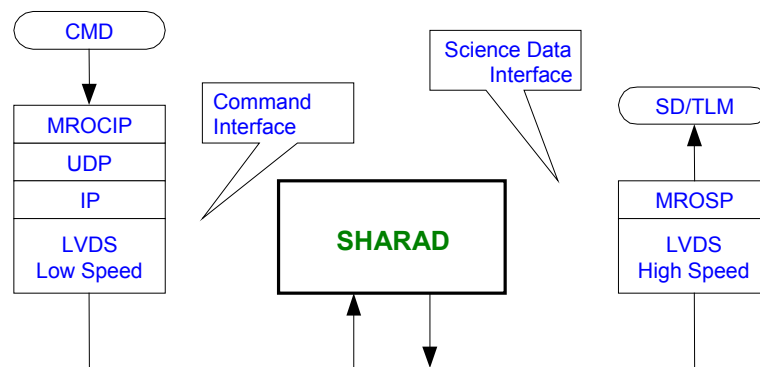 CMD
MROCIP
UDP
IP
LVDS
Low Speed
Command
Interface
Science Data
Interface
SHARAD
SD/TLM
MROSP
LVDS
High Speed